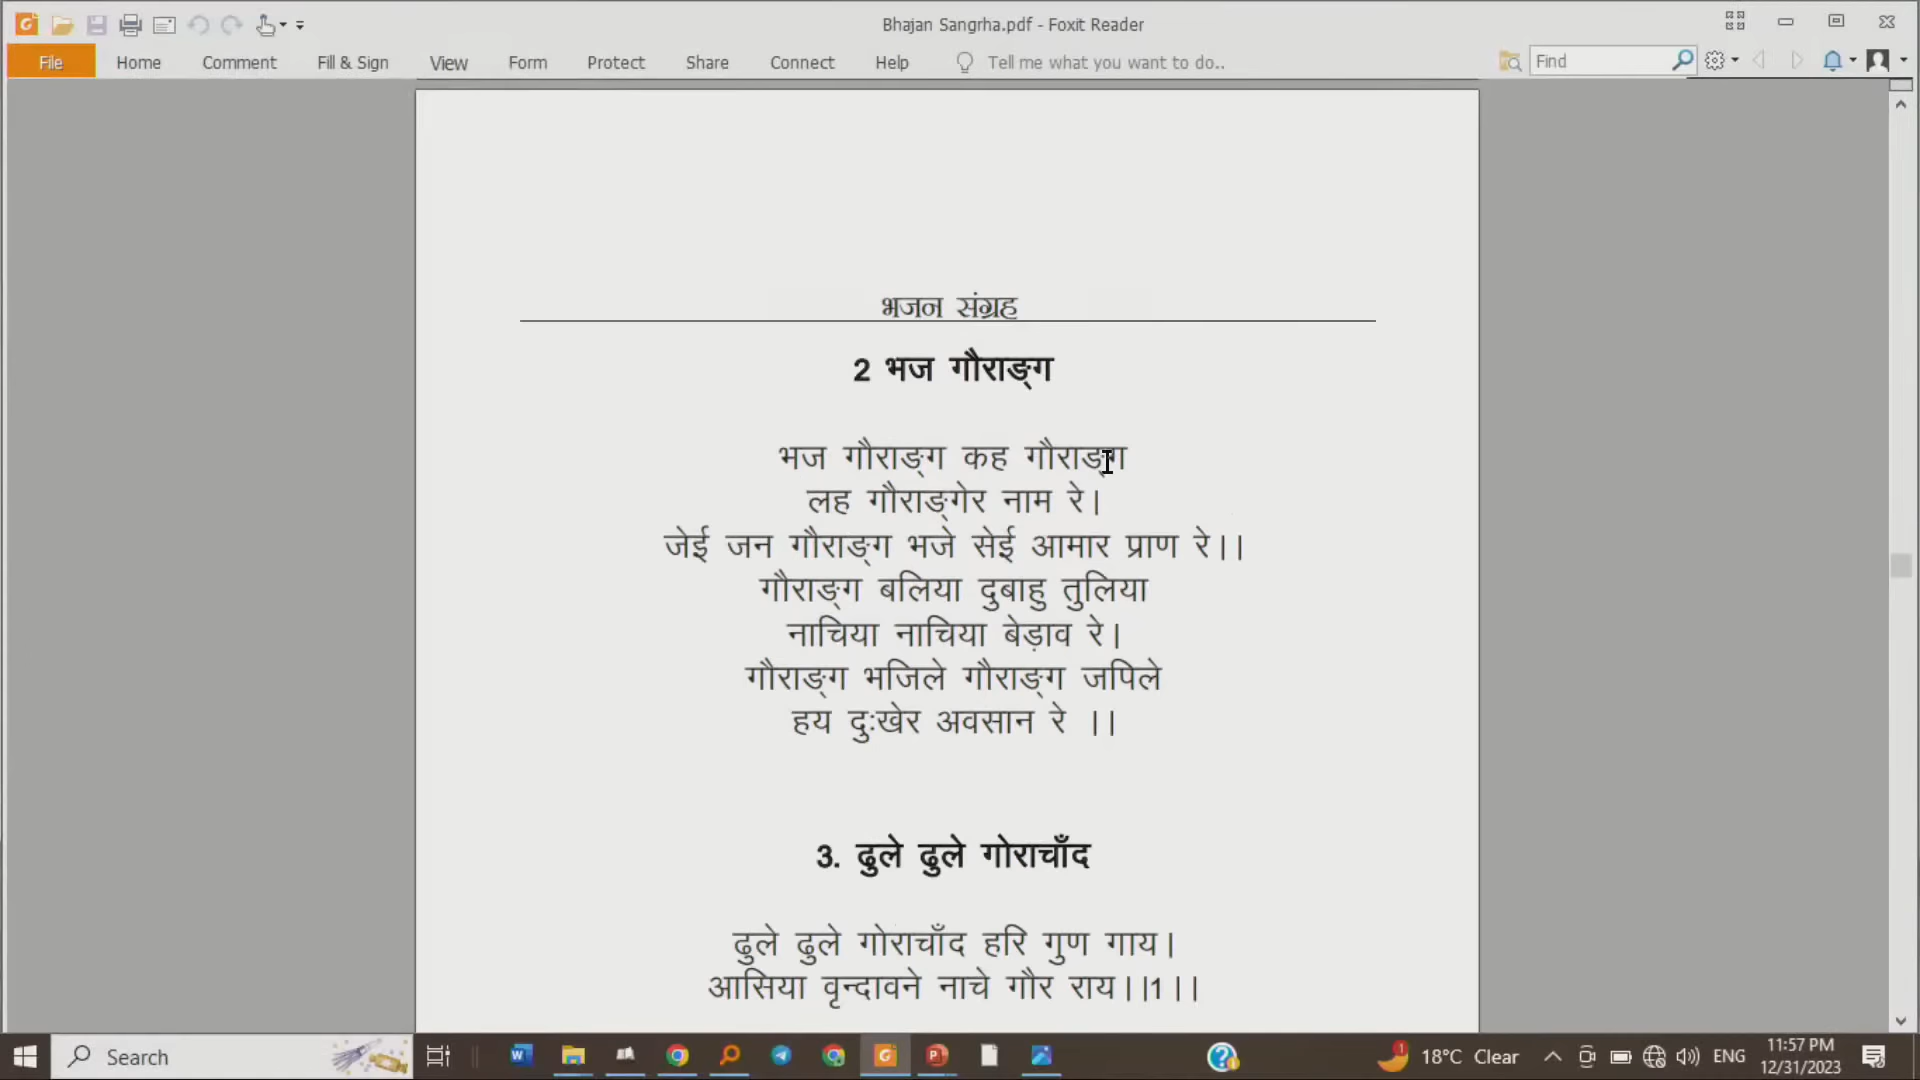 Bhajan Sangrha.pdf - Foxit Reader
File Home Comment Fill & Sign View Form Protect Share Connect Help Tell me what you want to do.. Find
भजन संग्रह
2 भज गौराङ्ग
भज गौराङ्ग कह गौराङ्ग
लह गौराङ्गेर नाम रे।
जेई जन गौराङ्ग भजे सेई आमार प्राण रे।।
गौराङ्ग बलिया दुबाहु तुलिया
नाचिया नाचिया बेड़ाव रे।
गौराङ्ग भजिले गौराङ्ग जपिले
हय दुःखेर अवसान रे ।।
3. ढुले ढुले गोराचाँद
ढुले ढुले गोराचाँद हरि गुण गाय।
आसिया वृन्दावने नाचे गौर राय।।1।।
Search 18°C Clear ENG 11:57 PM
12/31/2023